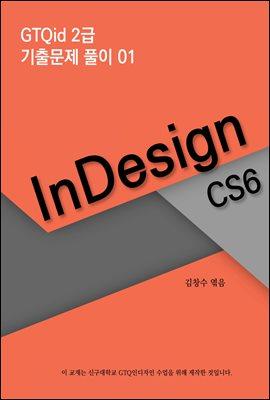 GTQid 2급
기출문제 풀이 01
InDesign
CS6
김창수 엮음
이 교재는 신구대학교 GTQ인디자인 수업을 위해 제작한 것입니다.